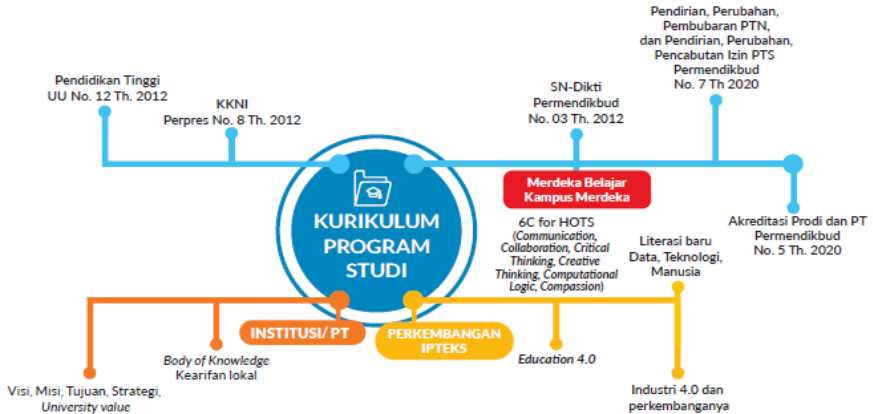 Pendidikan Tinggi
UU No. 12 Th. 2012
KKNI
Perpres No. 8 Th. 2012
SN-Dikti
Permendikbud
No. 03 Th. 2012
Pendirian, Perubahan,
Pembubaran PTN,
dan Pendirian, Perubahan,
Pencabutan Izin PTS
Permendikbud
No. 7 Th 2020
Merdeka Belajar
Kampus Merdeka
Akreditasi Prodi dan PT
Permendikbud
No. 5 Th. 2020
KURIKULUM
PROGRAM
STUDI
6C for HOTS
(Communication,
Collaboration, Critical
Thinking, Creative
Thinking, Computational
Logic, Compassion)
Literasi baru
Data, Teknologi,
Manusia
INSTITUSI/ PT
PERKEMBANGAN
IPTEKS
Body of Knowledge
Kearifan lokal
Education 4.0
Visi, Misi, Tujuan, Strategi,
University value
Industri 4.0 dan
perkembanganya